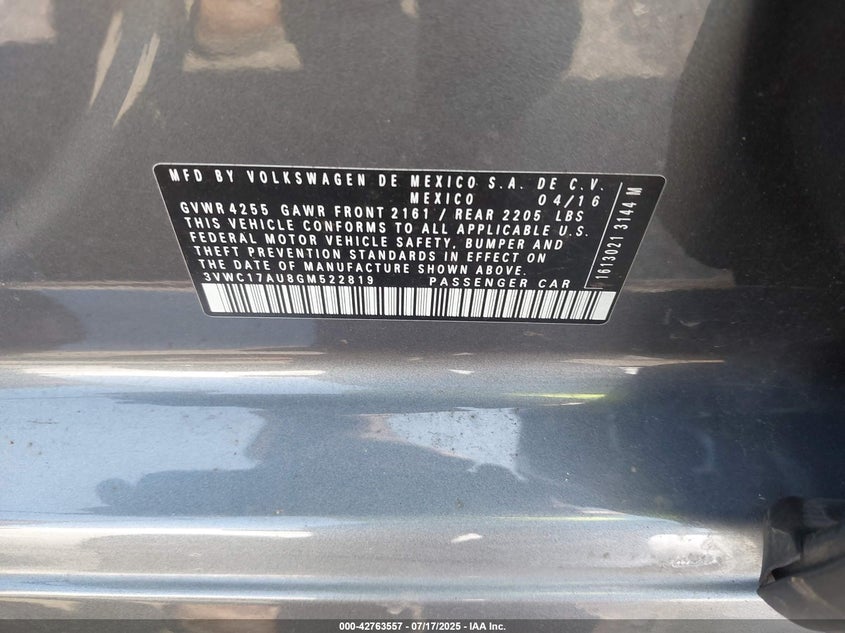 MFD BY VOLKSWAGEN DE MEXICO S.A. DE C.V.
MEXICO 04/16
GVWR 4255 GAWR FRONT 2161 / REAR 2205 LBS
THIS VEHICLE CONFORMS TO ALL APPLICABLE U.S.
FEDERAL MOTOR VEHICLE SAFETY, BUMPER AND
THEFT PREVENTION STANDARDS IN EFFECT ON
THE DATE OF MANUFACTURE SHOWN ABOVE.
3VWC17AU8GM522819 PASSENGER CAR
1613021 3144 M
000-42763557 - 07/17/2025 - IAA Inc.